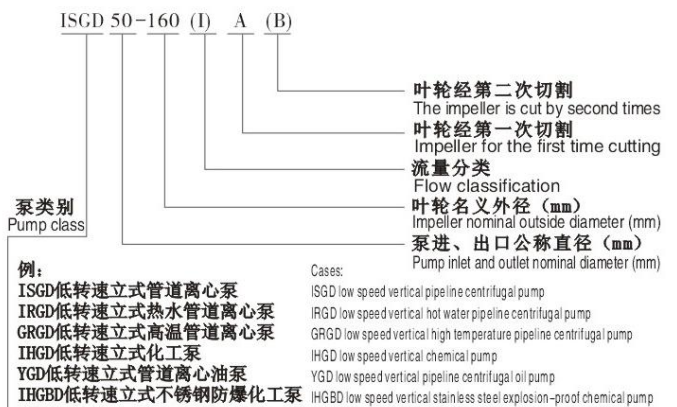 ISGD 50-160 (I) A (B)
叶轮经第二次切割
The impeller is cut by second times
叶轮经第一次切割
Impeller for the first time cutting
流量分类
Flow classification
叶轮名义外径（mm）
Impeller nominal outside diameter (mm)
泵进、出口公称直径（mm）
Pump inlet and outlet nominal diameter (mm)
泵类别
Pump class
例：
Cases:
ISGD低转速立式管道离心泵
ISGD low speed vertical pipeline centrifugal pump
IRGD低转速立式热水管道离心泵
IRGD low speed vertical hot water pipeline centrifugal pump
GRGD低转速立式高温管道离心泵
GRGD low speed vertical high temperature pipeline centrifugal pump
IHGD低转速立式化工泵
IHGD low speed vertical chemical pump
YGD低转速立式管道离心油泵
YGD low speed vertical pipeline centrifugal oil pump
IHGBD低转速立式不锈钢防爆化工泵
IHGBD low speed vertical stainless steel explosion-proof chemical pump